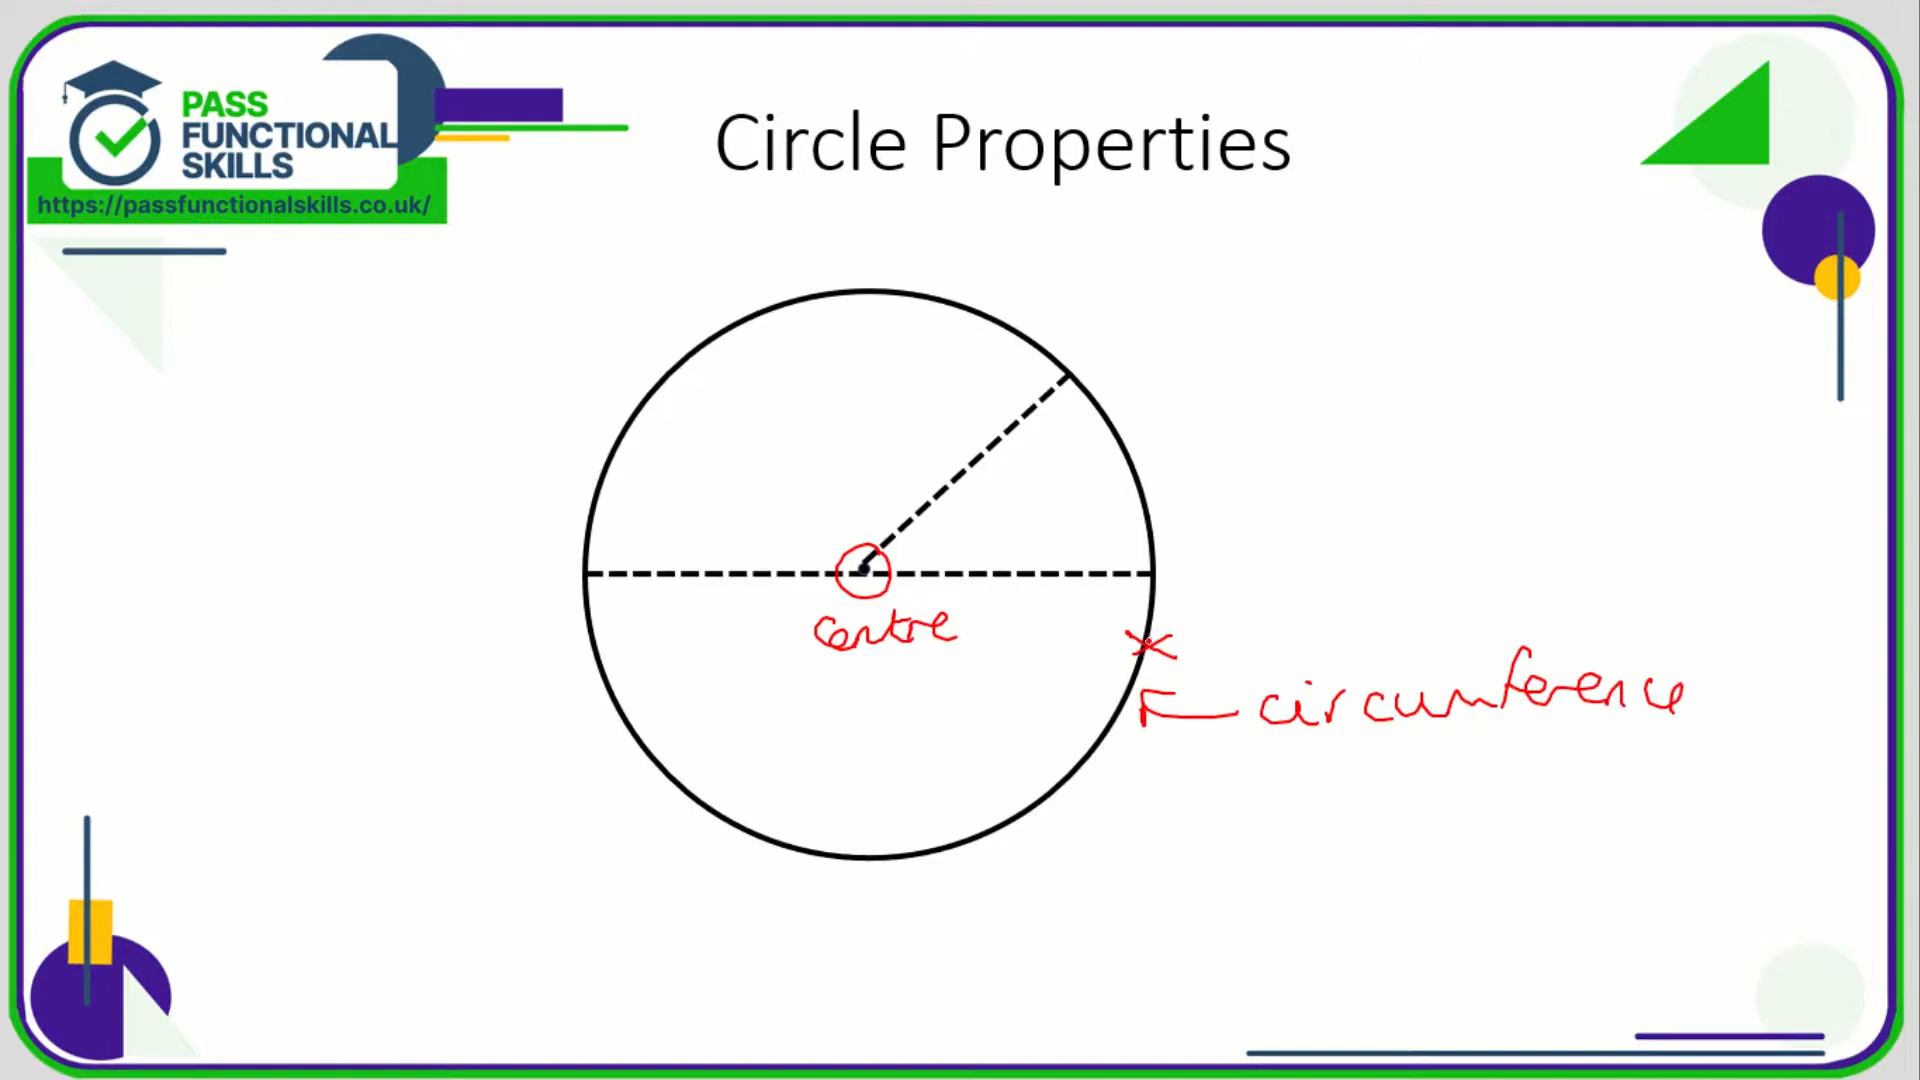 PASS
FUNCTIONAL
SKILLS
https://passfunctionalskills.co.uk/
Circle Properties
centre
circumference